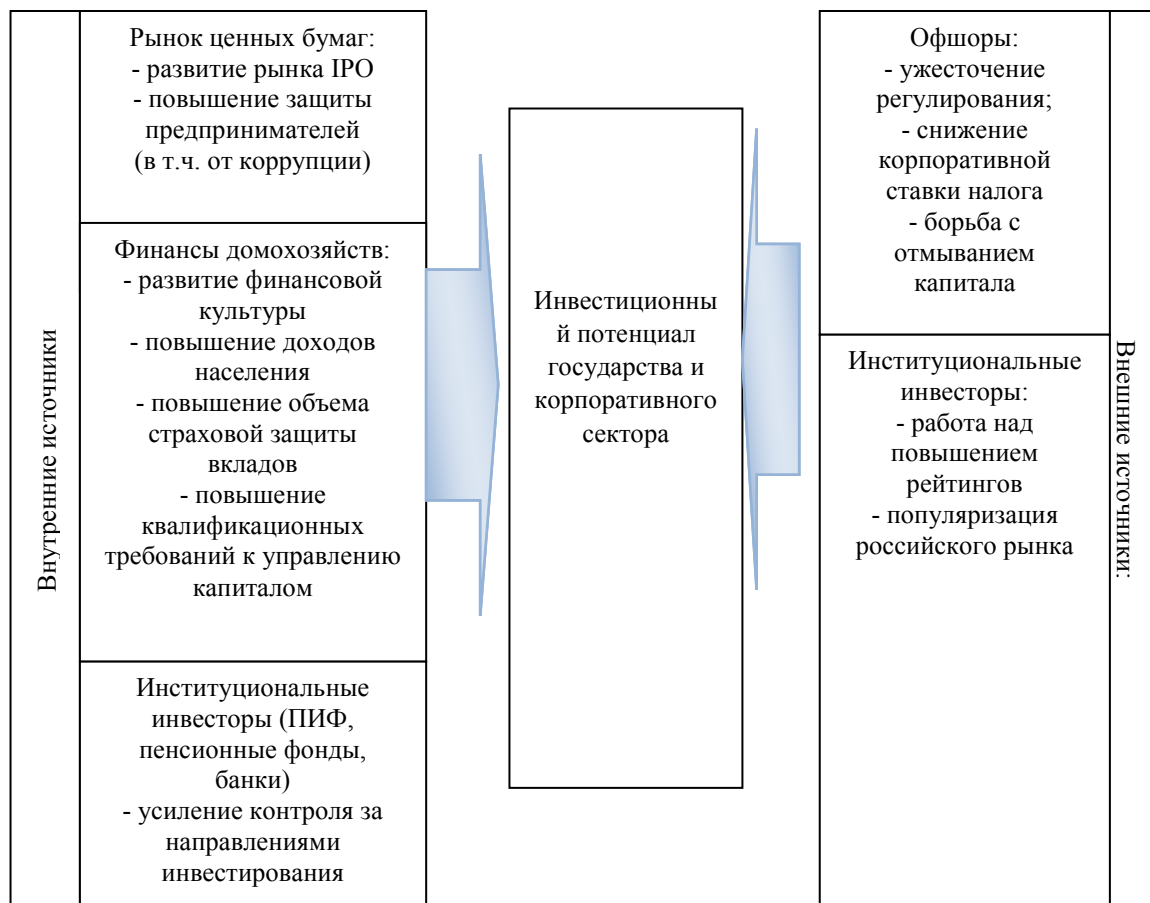 Внутренние источники
Рынок ценных бумаг:
- развитие рынка IPO
- повышение защиты
предпринимателей
(в т.ч. от коррупции)
Финансы домохозяйств:
- развитие финансовой
культуры
- повышение доходов
населения
- повышение объема
страховой защиты
вкладов
- повышение
квалификационных
требований к управлению
капиталом
Институциональные
инвесторы (ПИФ,
пенсионные фонды,
банки)
- усиление контроля за
направлениями
инвестирования
Инвестиционны
й потенциал
государства и
корпоративного
сектора
Офшоры:
- ужесточение
регулирования;
- снижение
корпоративной
ставки налога
- борьба с
отмыванием
капитала
Институциональные
инвесторы:
- работа над
повышением
рейтингов
- популяризация
российского рынка
Внешние источники: